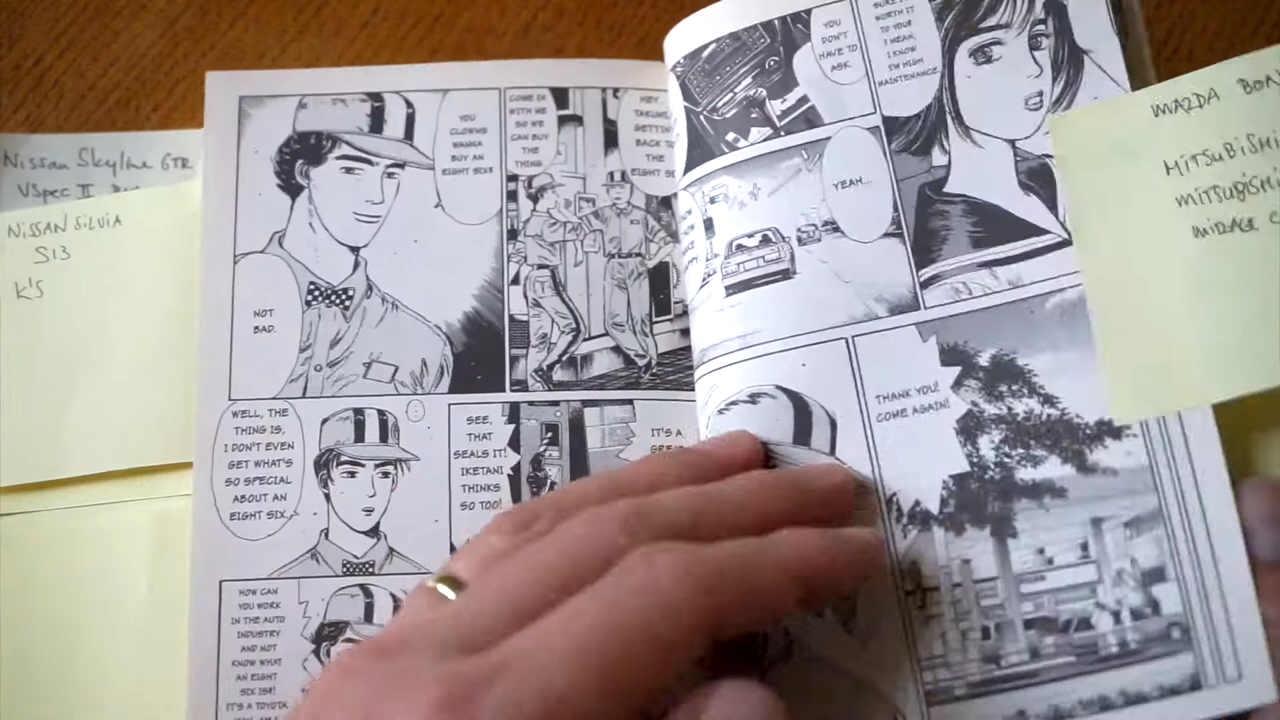 Nissan Skyline GTR
VSpec II
NISSAN SILVIA
S13
K'S
YOU
CLOWNS
WANNA
BUY AN
EIGHT SIX?
NOT
BAD.
COME IN
WITH ME
SO WE
CAN BUY
THE
THING
HEY,
GETTIN'
BACK TO
THE
WELL, THE
THING IS,
I DON'T EVEN
GET WHAT'S
SO SPECIAL
ABOUT AN
EIGHT SIX.
SEE,
THAT
SEALS IT!
IKETANI
THINKS
SO TOO!
IT'S A
HOW CAN
YOU WORK
IN THE AUTO
INDUSTRY
AND NOT
KNOW WHAT
AN EIGHT
SIX IS?!
IT'S A TOYOTA
YOU
DON'T
HAVE TO
ASK.
WORTH IT
TO YOU?
I MEAN,
I KNOW
I'M HIGH
MAINTENANCE.
YEAH...
THANK YOU!
COME AGAIN!
MAZDA
MITSUBISHI
MITSUBISHI
MIRAGE